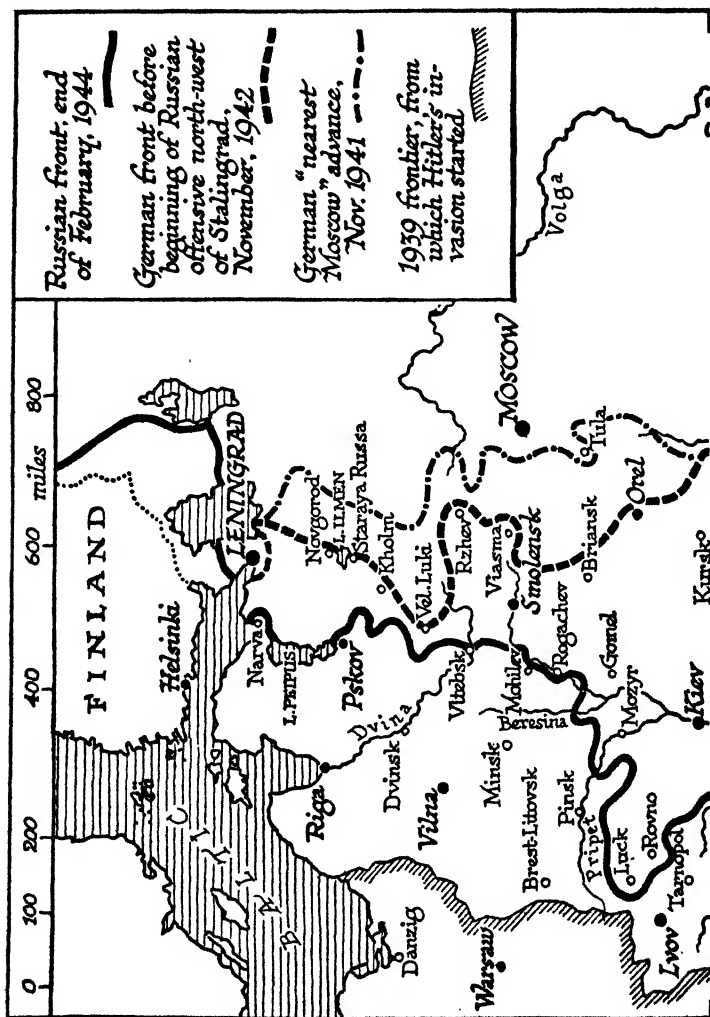 Russian front, end
of February, 1944
German front before
beginning of Russian
offensive north-west
of Stalingrad,
November, 1942
German "nearest
Moscow" advance,
Nov. 1941
1939 frontier, from
which Hitler's in-
vasion started
0 100 200 400 600 miles 800
FINLAND
Helsinki
LENINGRAD
BALTIC
Narva
Novgorod
L. ILMEN
Staraya Russa
L. PEIPUS
Kholm
Pskov
Riga
Dvina
Vel. Luki
Rzhev
Volga
Dvinsk
Vitebsk
Viasma
MOSCOW
Danzig
Vilna
Smolensk
Minsk
Mohilev
Beresina
Rogachev
Tula
Warsaw
Brest-Litovsk
Briansk
Pinsk
Gomel
Orel
Pripet
Mozyr
Luck
Rovno
Lvov
Tarnopol
Kiev
Kursk